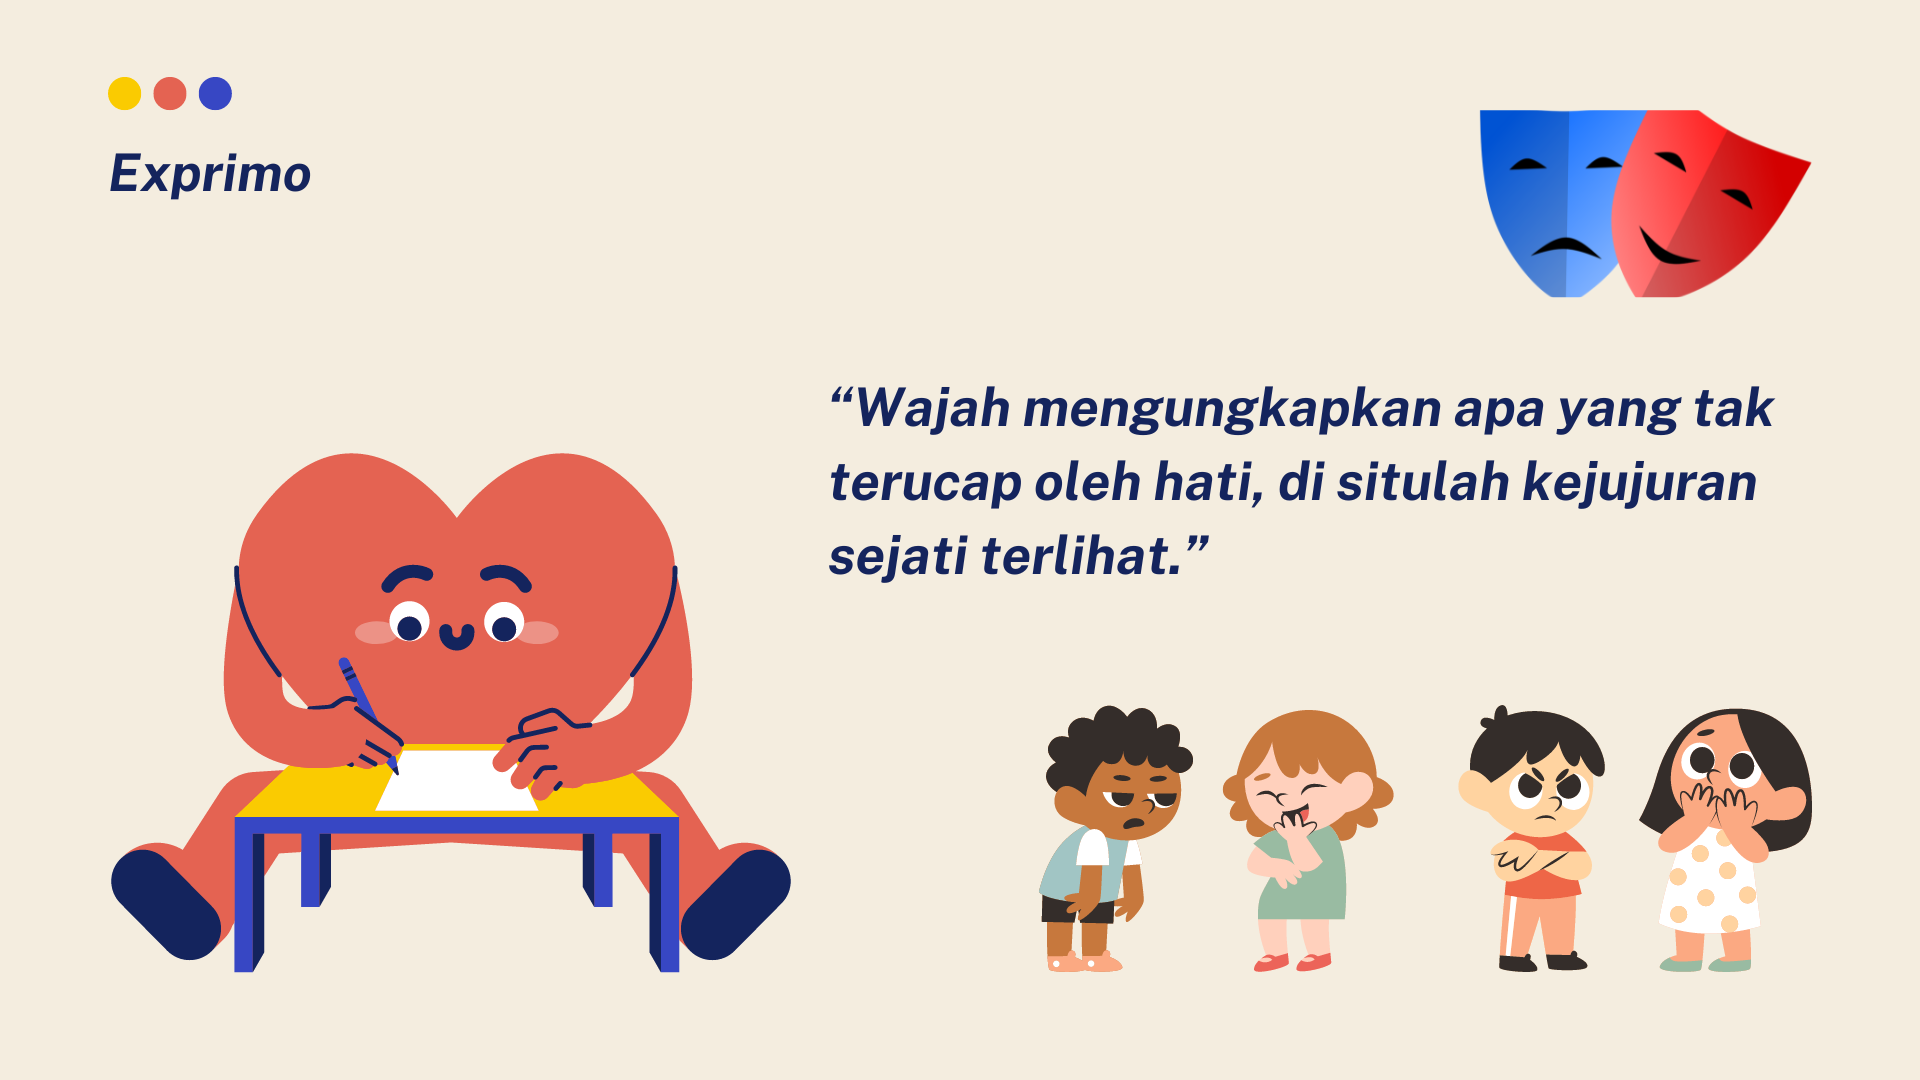 Exprimo
“Wajah mengungkapkan apa yang tak
terucap oleh hati, di situlah kejujuran
sejati terlihat.”